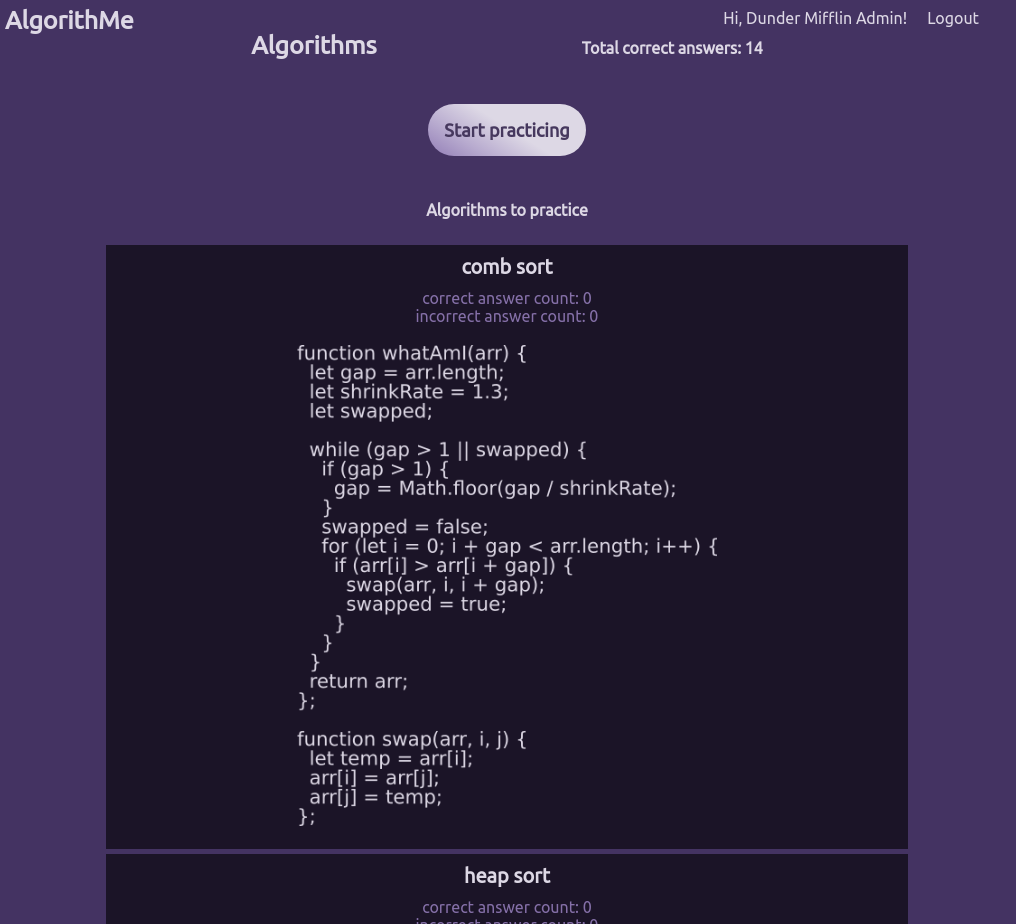 AlgorithMe
Hi, Dunder Mifflin Admin!
Logout
Algorithms
Total correct answers: 14
Start practicing
Algorithms to practice
comb sort
correct answer count: 0
incorrect answer count: 0
function whatAmI(arr) {
  let gap = arr.length;
  let shrinkRate = 1.3;
  let swapped;

  while (gap > 1 || swapped) {
    if (gap > 1) {
      gap = Math.floor(gap / shrinkRate);
    }
    swapped = false;
    for (let i = 0; i + gap < arr.length; i++) {
      if (arr[i] > arr[i + gap]) {
        swap(arr, i, i + gap);
        swapped = true;
      }
    }
  }
  return arr;
};

function swap(arr, i, j) {
  let temp = arr[i];
  arr[i] = arr[j];
  arr[j] = temp;
};
heap sort
correct answer count: 0
incorrect answer count: 0